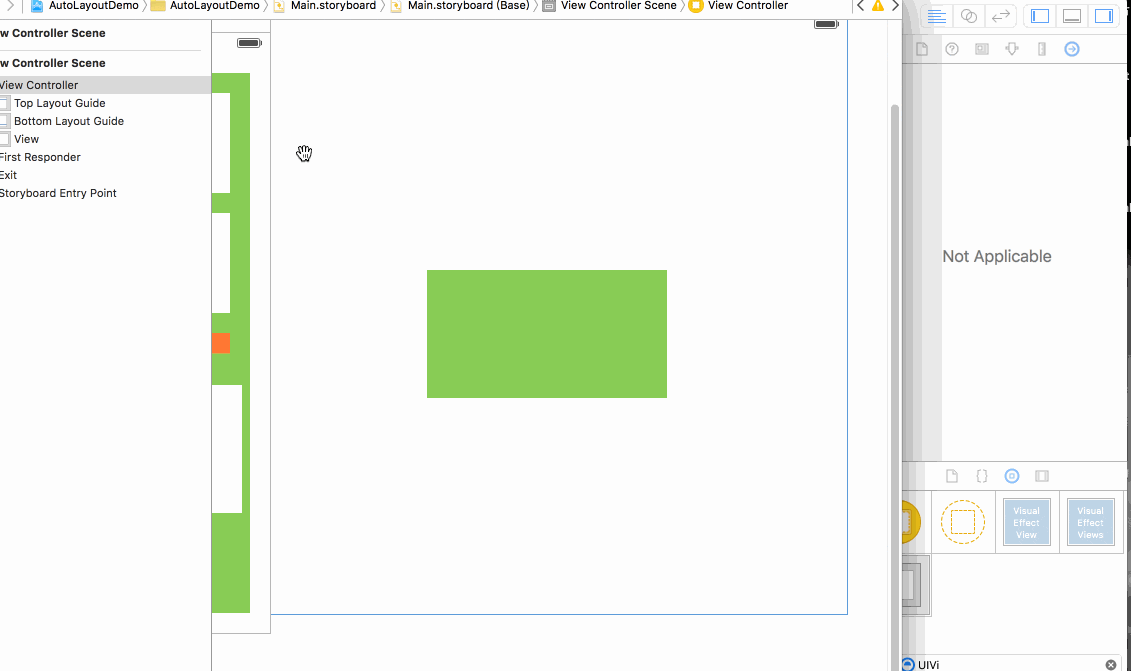 AutoLayoutDemo AutoLayoutDemo Main.storyboard Main.storyboard (Base) View Controller Scene View Controller
w Controller Scene
w Controller Scene
View Controller
Top Layout Guide
Bottom Layout Guide
View
First Responder
Exit
Storyboard Entry Point
Not Applicable
Visual
Effect
View
Visual
Effect
Views
UIVi